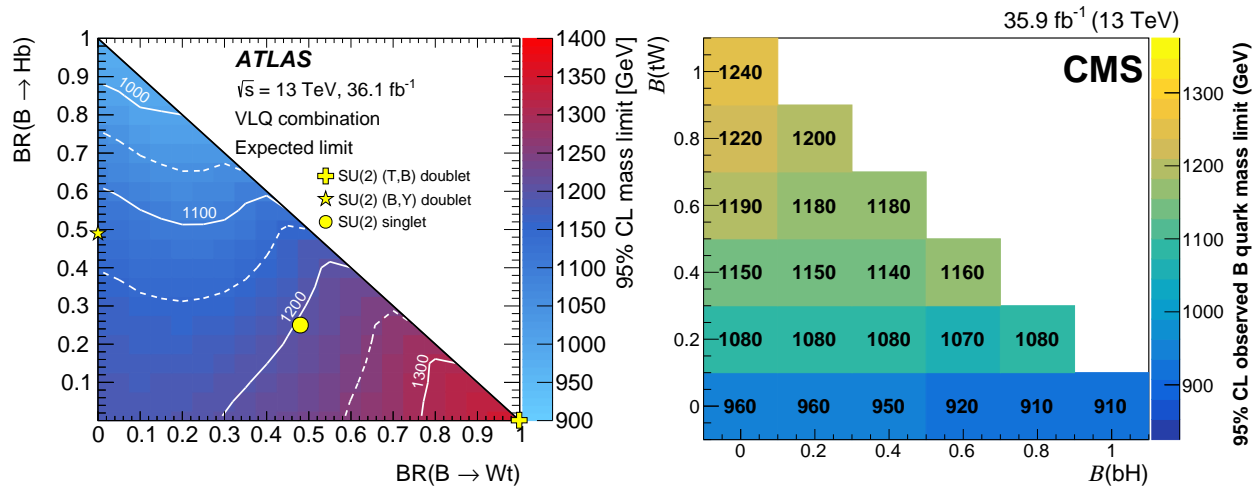 BR(B → Hb)
1
0.9
0.8
0.7
0.6
0.5
0.4
0.3
0.2
0.1
0 0.1 0.2 0.3 0.4 0.5 0.6 0.7 0.8 0.9 1
BR(B → Wt)
ATLAS
√s = 13 TeV, 36.1 fb⁻¹
VLQ combination
Expected limit
SU(2) (T,B) doublet
SU(2) (B,Y) doublet
SU(2) singlet
1000
1100
1200
1300
1400
1350
1300
1250
1200
1150
1100
1050
1000
950
900
95% CL mass limit [GeV]
35.9 fb⁻¹ (13 TeV)
CMS
B(tW)
1
0.8
0.6
0.4
0.2
0
1240
1220 1200
1190 1180 1180
1150 1150 1140 1160
1080 1080 1080 1070 1080
960 960 950 920 910 910
0 0.2 0.4 0.6 0.8 1
B(bH)
1300
1200
1100
1000
900
95% CL observed B quark mass limit (GeV)